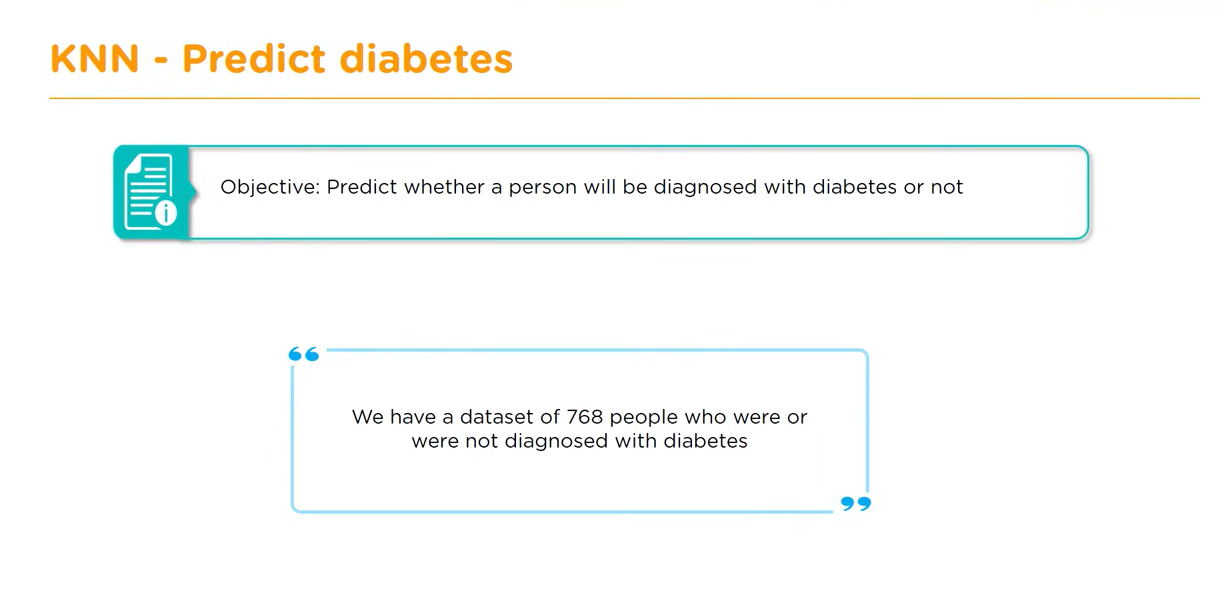 KNN - Predict diabetes
Objective: Predict whether a person will be diagnosed with diabetes or not
“
We have a dataset of 768 people who were or
were not diagnosed with diabetes
”